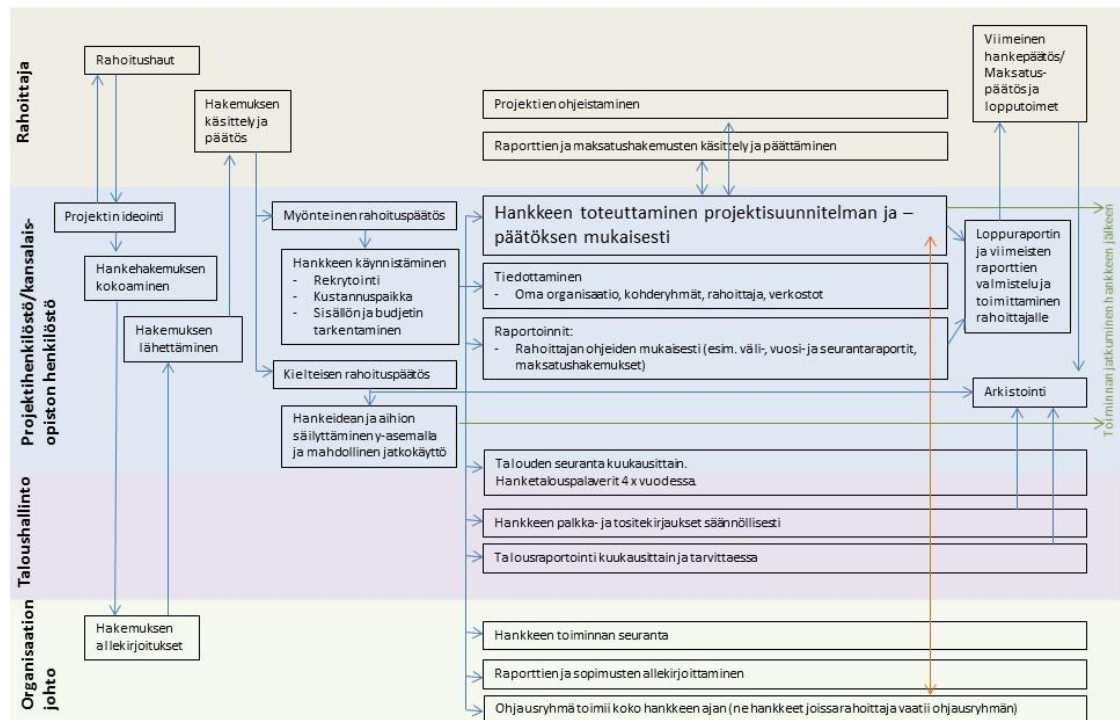 Rahoittaja
Rahoitushaut
Hakemuksen
käsittely ja
päätös
Projektien ohjeistaminen
Raporttien ja maksatushakemusten käsittely ja päättäminen
Viimeinen
hankepäätös/
Maksatus-
päätös ja
lopputoimet
Projektihenkilöstö/kansalais-
opiston henkilöstö
Projektin ideointi
Hankehakemuksen
kokoaminen
Hakemuksen
lähettäminen
Myönteinen rahoituspäätös
Hankkeen käynnistäminen
- Rekrytointi
- Kustannuspaikka
- Sisällön ja budjetin
tarkentaminen
Kielteisen rahoituspäätös
Hankeidean ja aihion
säilyttäminen y-asemalla
ja mahdollinen jatkokäyttö
Hankkeen toteuttaminen projektisuunnitelman ja –
päätöksen mukaisesti
Tiedottaminen
- Oma organisaatio, kohderyhmät, rahoittaja, verkostot
Raportoinnit:
- Rahoittajan ohjeiden mukaisesti (esim. väli-, vuosi- ja seurantaraportit,
maksatushakemukset)
Loppuraportin
ja viimeisten
raporttien
valmistelu ja
toimittaminen
rahoittajalle
Arkistointi
Toiminnan jatkuminen hankkeen jälkeen
Taloushallinto
Talouden seuranta kuukausittain.
Hanketalouspalaverit 4 x vuodessa.
Hankkeen palkka- ja tositekirjaukset säännöllisesti
Talousraportointi kuukausittain ja tarvittaessa
Organisaation
johto
Hakemuksen
allekirjoitukset
Hankkeen toiminnan seuranta
Raporttien ja sopimusten allekirjoittaminen
Ohjausryhmä toimii koko hankkeen ajan (ne hankkeet joissa rahoittaja vaatii ohjausryhmän)